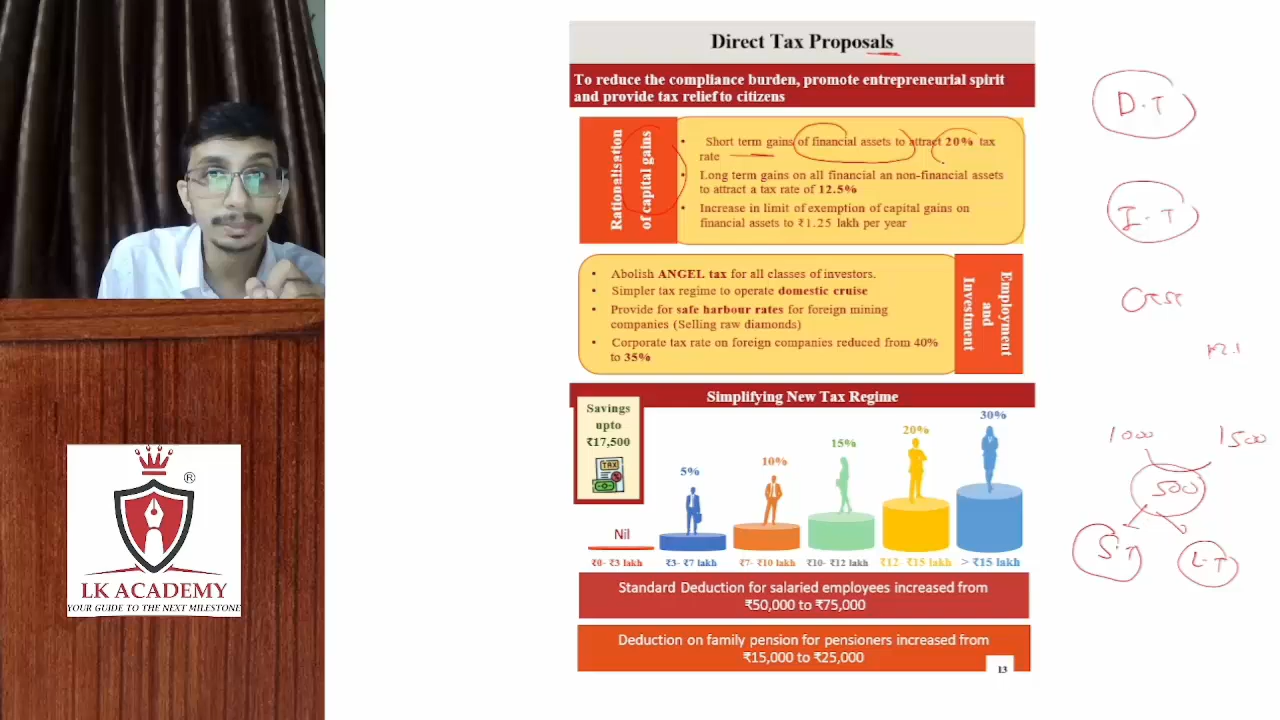 Direct Tax Proposals
To reduce the compliance burden, promote entrepreneurial spirit
and provide tax relief to citizens
Rationalisation
of capital gains
• Short term gains of financial assets to attract 20% tax
rate
• Long term gains on all financial an non-financial assets
to attract a tax rate of 12.5%
• Increase in limit of exemption of capital gains on
financial assets to ₹1.25 lakh per year
• Abolish ANGEL tax for all classes of investors.
• Simpler tax regime to operate domestic cruise
• Provide for safe harbour rates for foreign mining
companies (Selling raw diamonds)
• Corporate tax rate on foreign companies reduced from 40%
to 35%
Employment
and
Investment
Simplifying New Tax Regime
Savings
upto
₹17,500
TAX
Nil
5%
10%
15%
20%
30%
₹0- ₹3 lakh
₹3- ₹7 lakh
₹7- ₹10 lakh
₹10- ₹12 lakh
₹12- ₹15 lakh
> ₹15 lakh
Standard Deduction for salaried employees increased from
₹50,000 to ₹75,000
Deduction on family pension for pensioners increased from
₹15,000 to ₹25,000
13
D.T
I.T
1000
1500
500
S.T
L.T
®
LK ACADEMY
YOUR GUIDE TO THE NEXT MILESTONE